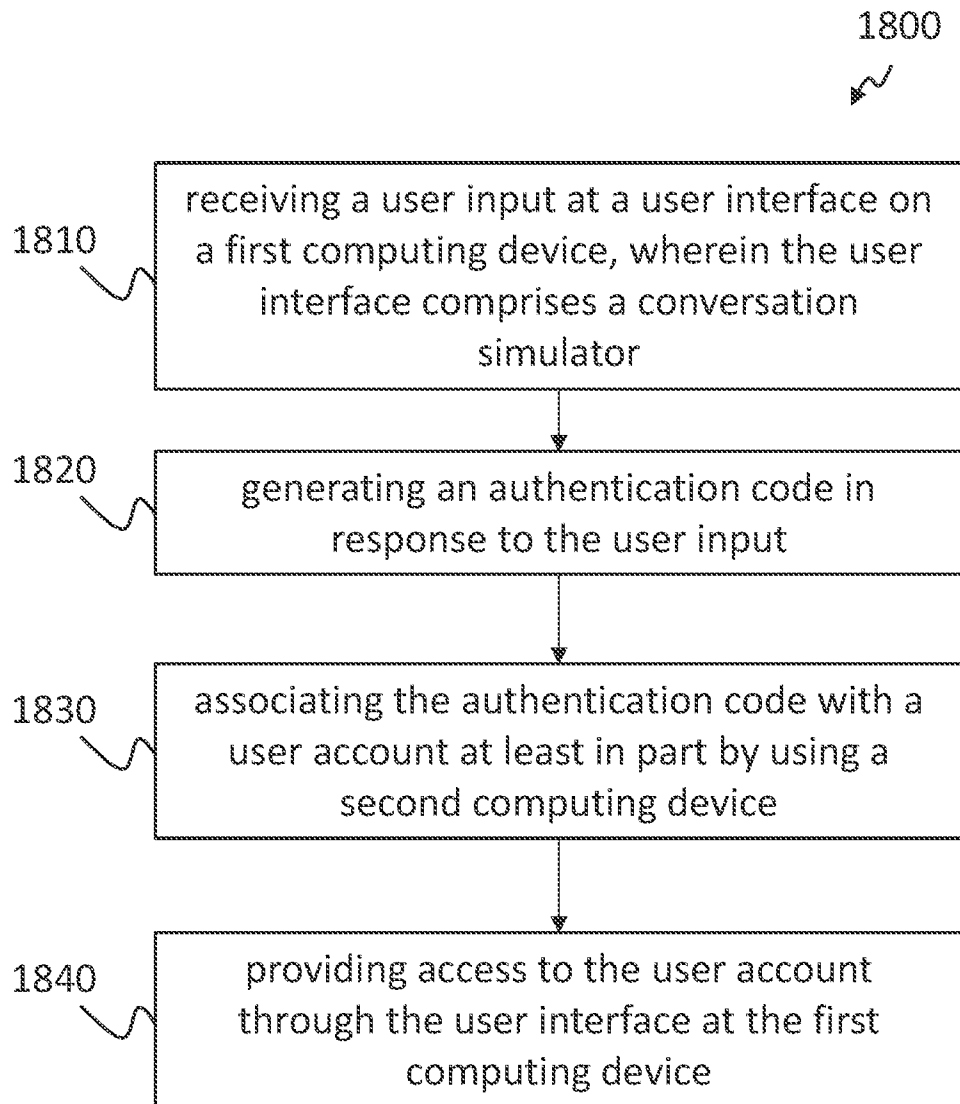 1800
1810
receiving a user input at a user interface on
a first computing device, wherein the user
interface comprises a conversation
simulator
1820
generating an authentication code in
response to the user input
1830
associating the authentication code with a
user account at least in part by using a
second computing device
1840
providing access to the user account
through the user interface at the first
computing device